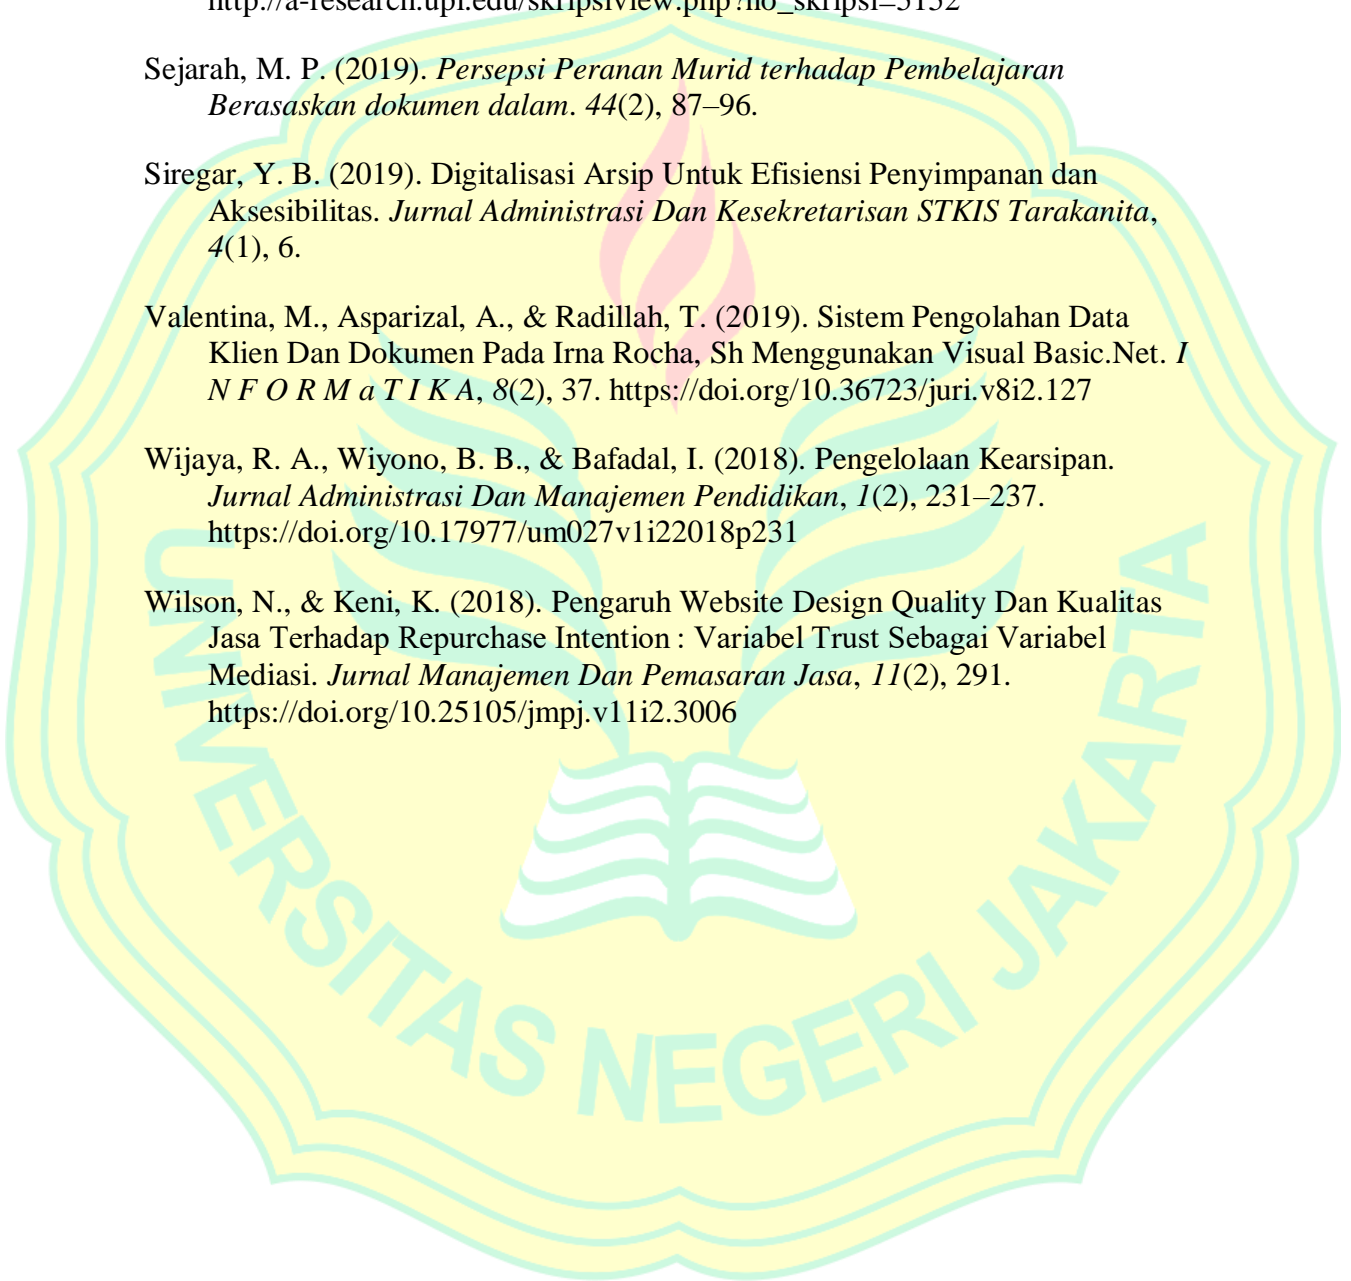 http://a-research.upi.edu/skripsiview.php?no_skripsi=5152
Sejarah, M. P. (2019). Persepsi Peranan Murid terhadap Pembelajaran
Berasaskan dokumen dalam. 44(2), 87–96.
Siregar, Y. B. (2019). Digitalisasi Arsip Untuk Efisiensi Penyimpanan dan
Aksesibilitas. Jurnal Administrasi Dan Kesekretarisan STKIS Tarakanita,
4(1), 6.
Valentina, M., Asparizal, A., & Radillah, T. (2019). Sistem Pengolahan Data
Klien Dan Dokumen Pada Irna Rocha, Sh Menggunakan Visual Basic.Net. I
N F O R M a T I K A, 8(2), 37. https://doi.org/10.36723/juri.v8i2.127
Wijaya, R. A., Wiyono, B. B., & Bafadal, I. (2018). Pengelolaan Kearsipan.
Jurnal Administrasi Dan Manajemen Pendidikan, 1(2), 231–237.
https://doi.org/10.17977/um027v1i22018p231
Wilson, N., & Keni, K. (2018). Pengaruh Website Design Quality Dan Kualitas
Jasa Terhadap Repurchase Intention : Variabel Trust Sebagai Variabel
Mediasi. Jurnal Manajemen Dan Pemasaran Jasa, 11(2), 291.
https://doi.org/10.25105/jmpj.v11i2.3006
UNIVERSITAS NEGERI JAKARTA